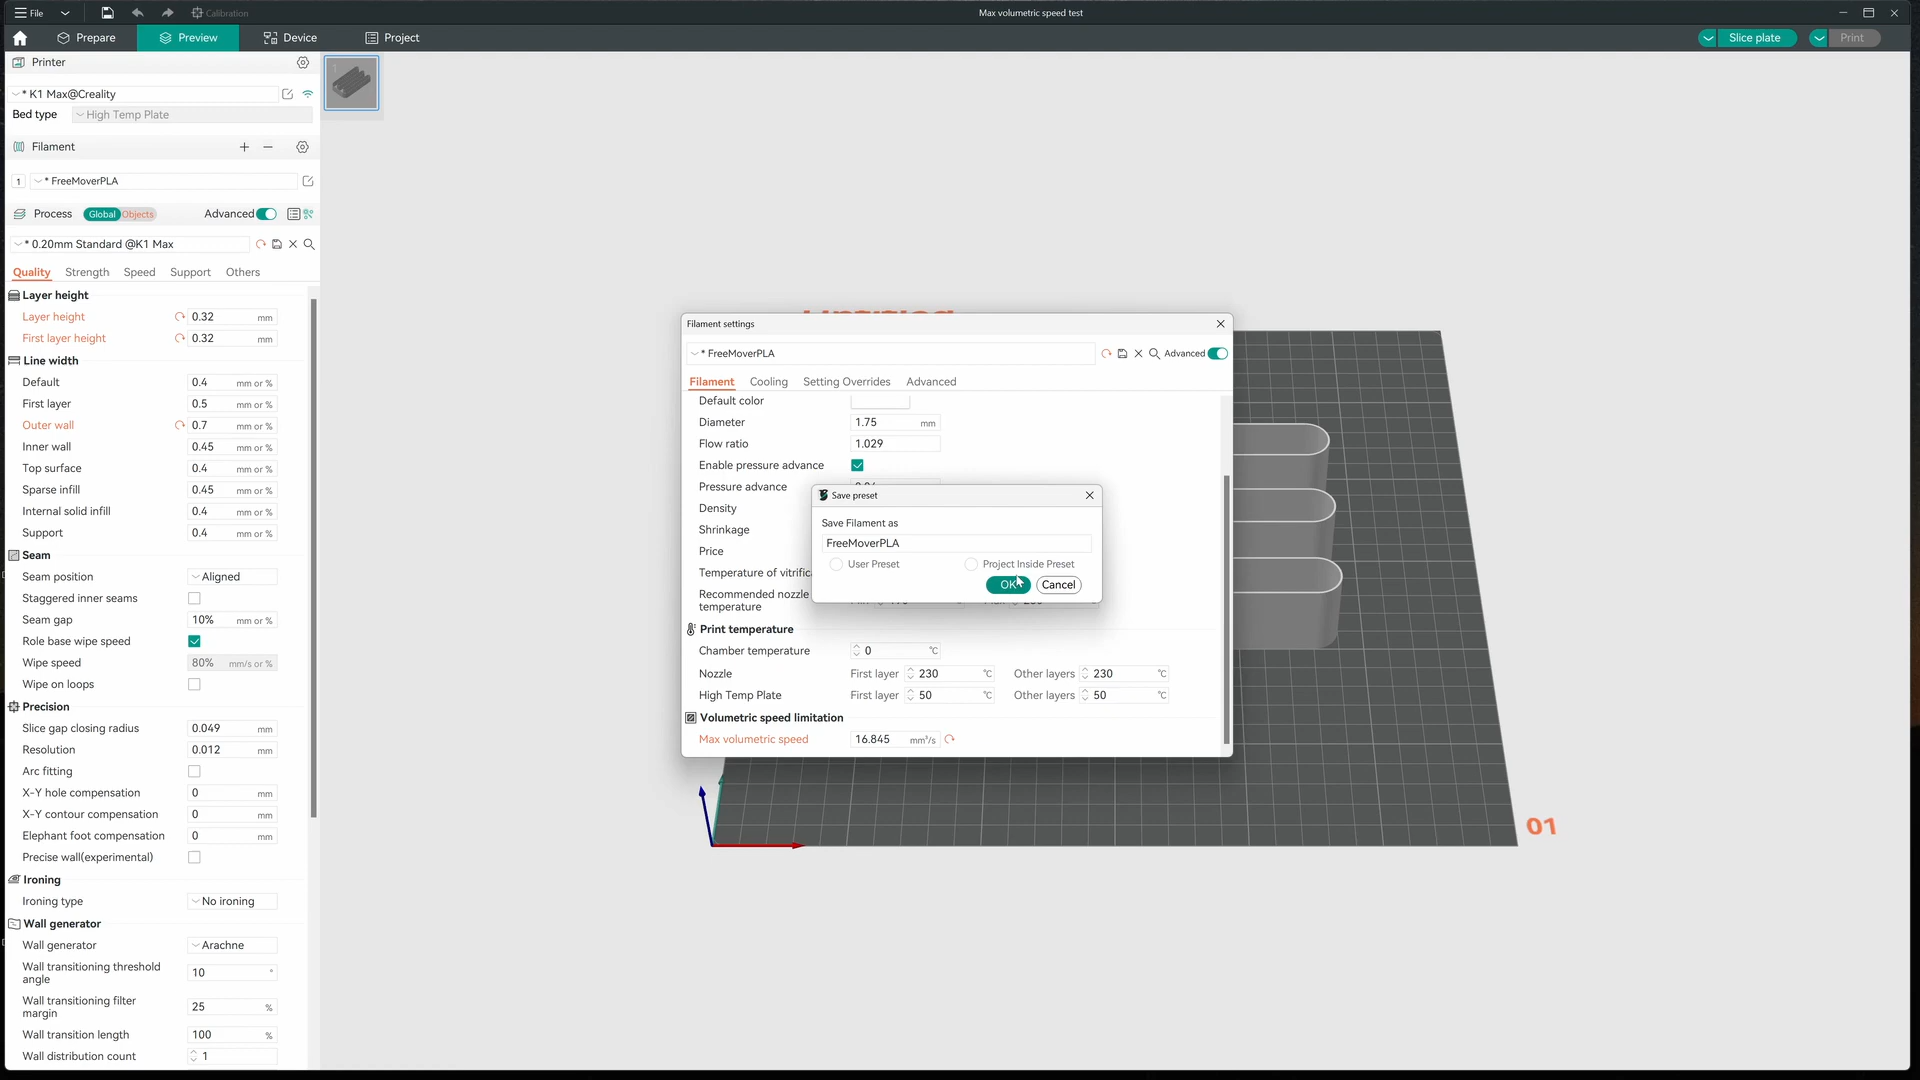 File
Calibration
Max volumetric speed test
Prepare
Preview
Device
Project
Slice plate
Print
Printer
* K1 Max@Creality
Bed type
High Temp Plate
Filament
1
* FreeMoverPLA
Process
Global
Objects
Advanced
* 0.20mm Standard @K1 Max
Quality
Strength
Speed
Support
Others
Layer height
Layer height 0.32 mm
First layer height 0.32 mm
Line width
Default 0.4 mm or %
First layer 0.5 mm or %
Outer wall 0.7 mm or %
Inner wall 0.45 mm or %
Top surface 0.4 mm or %
Sparse infill 0.45 mm or %
Internal solid infill 0.4 mm or %
Support 0.4 mm or %
Seam
Seam position Aligned
Staggered inner seams
Seam gap 10% mm or %
Role base wipe speed
Wipe speed 80% mm/s or %
Wipe on loops
Precision
Slice gap closing radius 0.049 mm
Resolution 0.012 mm
Arc fitting
X-Y hole compensation 0 mm
X-Y contour compensation 0 mm
Elephant foot compensation 0 mm
Precise wall(experimental)
Ironing
Ironing type No ironing
Wall generator
Wall generator Arachne
Wall transitioning threshold
angle
10 °
Wall transitioning filter
margin
25 %
Wall transition length 100 %
Wall distribution count 1
Filament settings
* FreeMoverPLA
Advanced
Filament
Cooling
Setting Overrides
Advanced
Default color
Diameter 1.75 mm
Flow ratio 1.029
Enable pressure advance
Pressure advance
Density
Shrinkage
Price
Temperature of vitrific
Recommended nozzle
temperature
Save preset
Save Filament as
FreeMoverPLA
User Preset
Project Inside Preset
OK
Cancel
Print temperature
Chamber temperature 0 °C
Nozzle First layer 230 °C Other layers 230 °C
High Temp Plate First layer 50 °C Other layers 50 °C
Volumetric speed limitation
Max volumetric speed 16.845 mm³/s
01